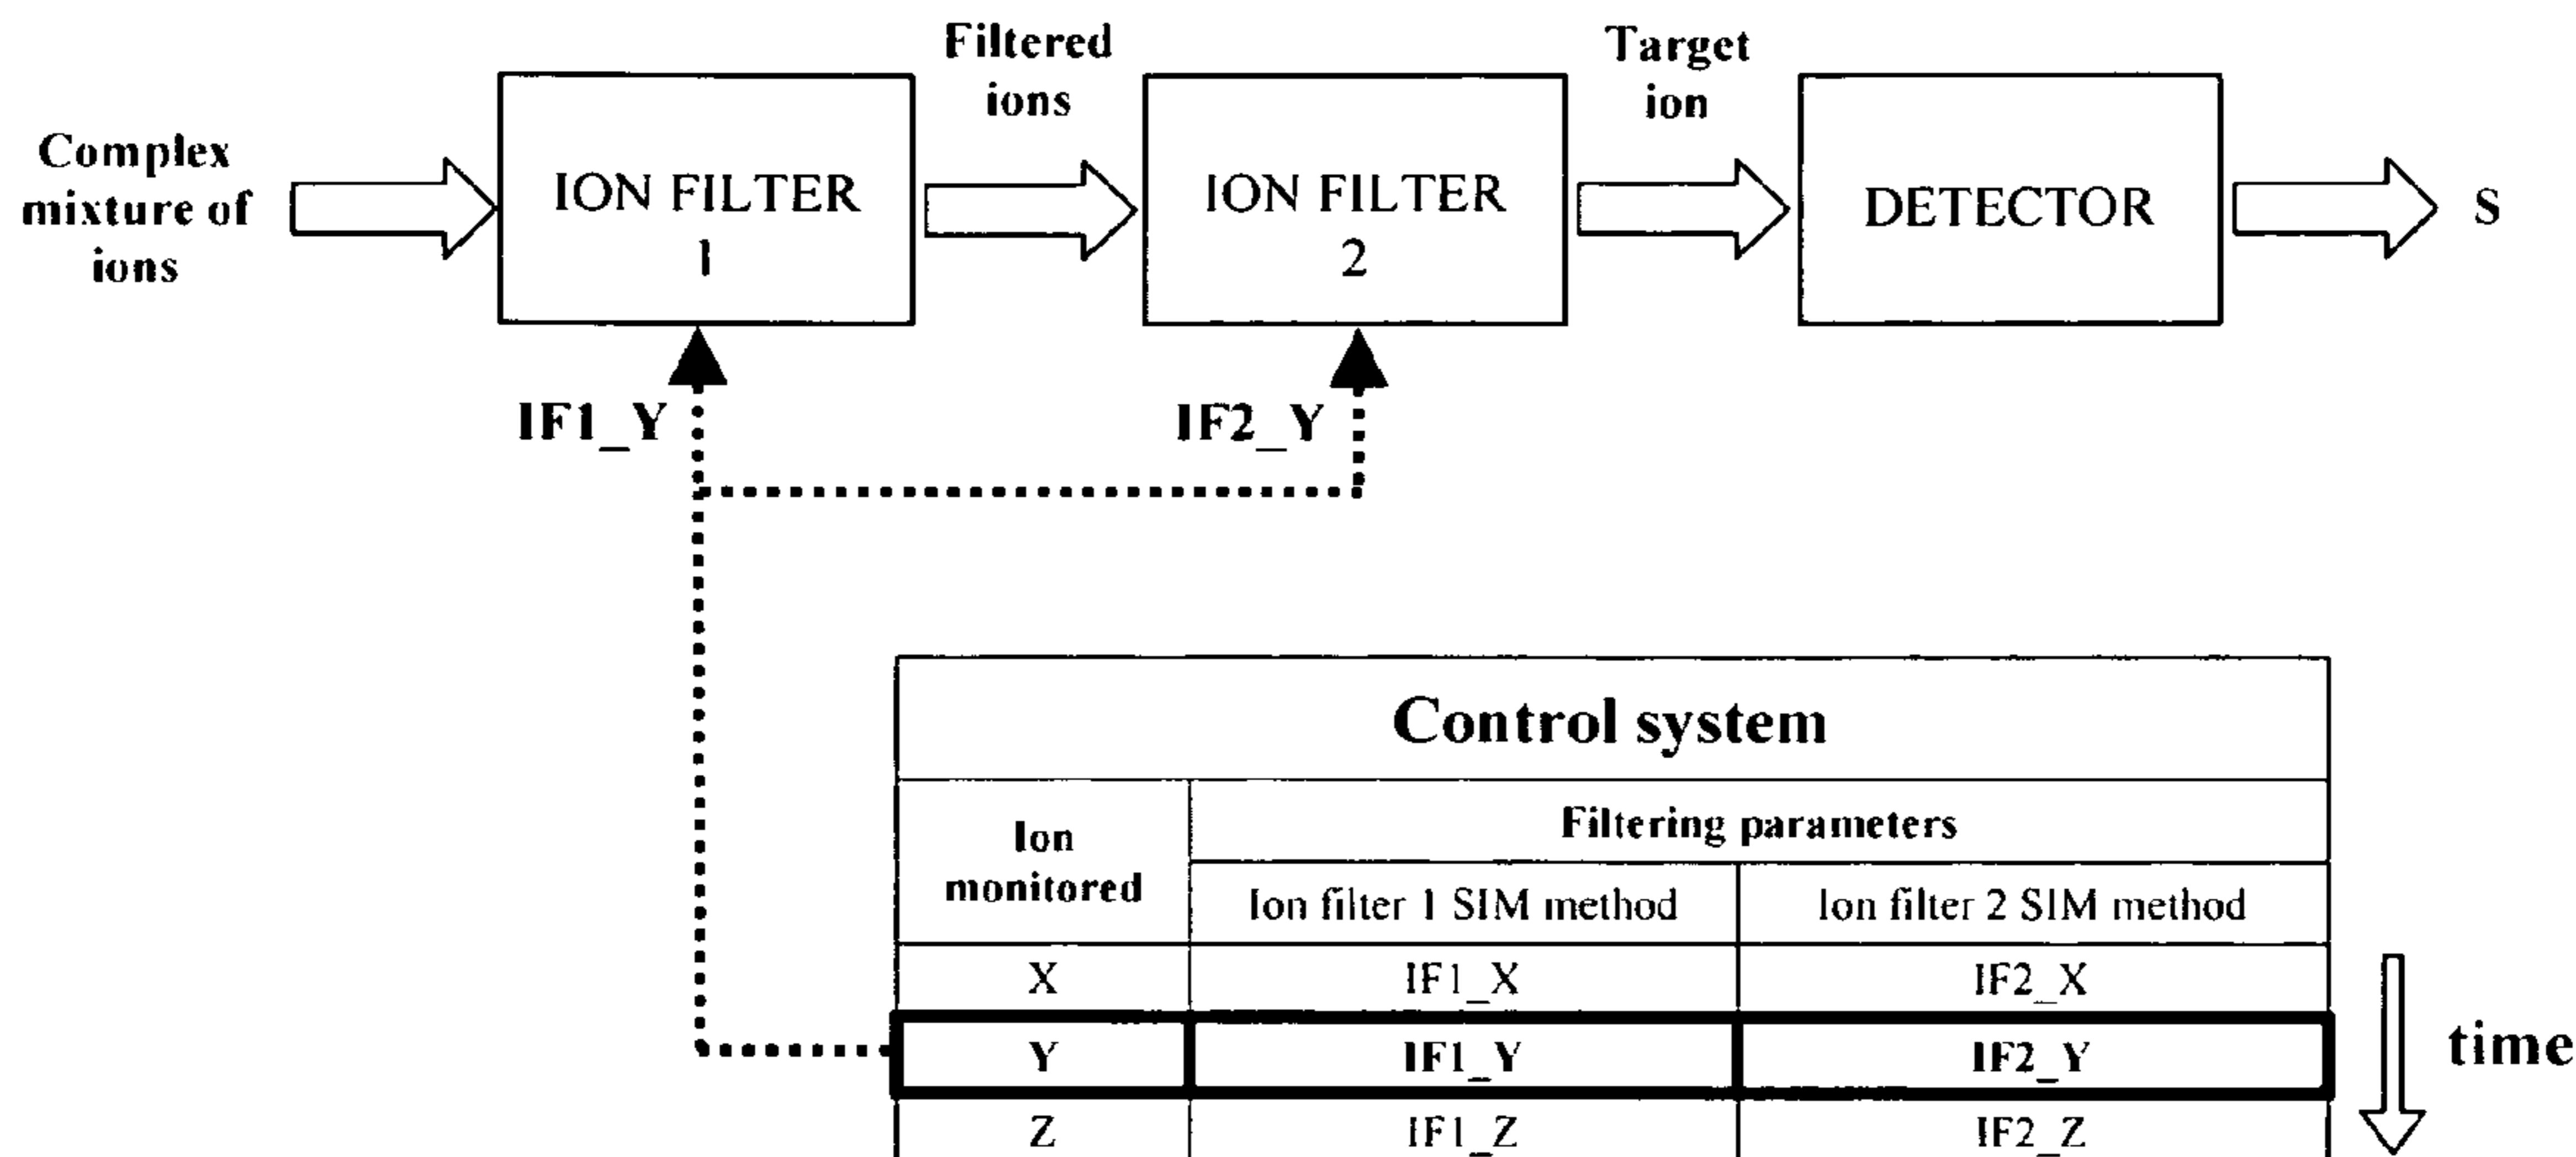 Complex
mixture of
ions
ION FILTER
1
Filtered
ions
ION FILTER
2
Target
ion
DETECTOR
S
IF1_Y
IF2_Y
Control system
Ion
monitored
Filtering parameters
Ion filter 1 SIM method
Ion filter 2 SIM method
X
IF1_X
IF2_X
Y
IF1_Y
IF2_Y
Z
IF1_Z
IF2_Z
time